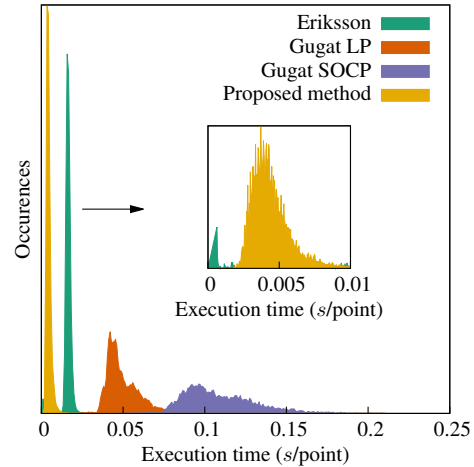 Eriksson
Gugat LP
Gugat SOCP
Proposed method
Occurences
0 0.005 0.01
Execution time (s/point)
0 0.05 0.1 0.15 0.2 0.25
Execution time (s/point)